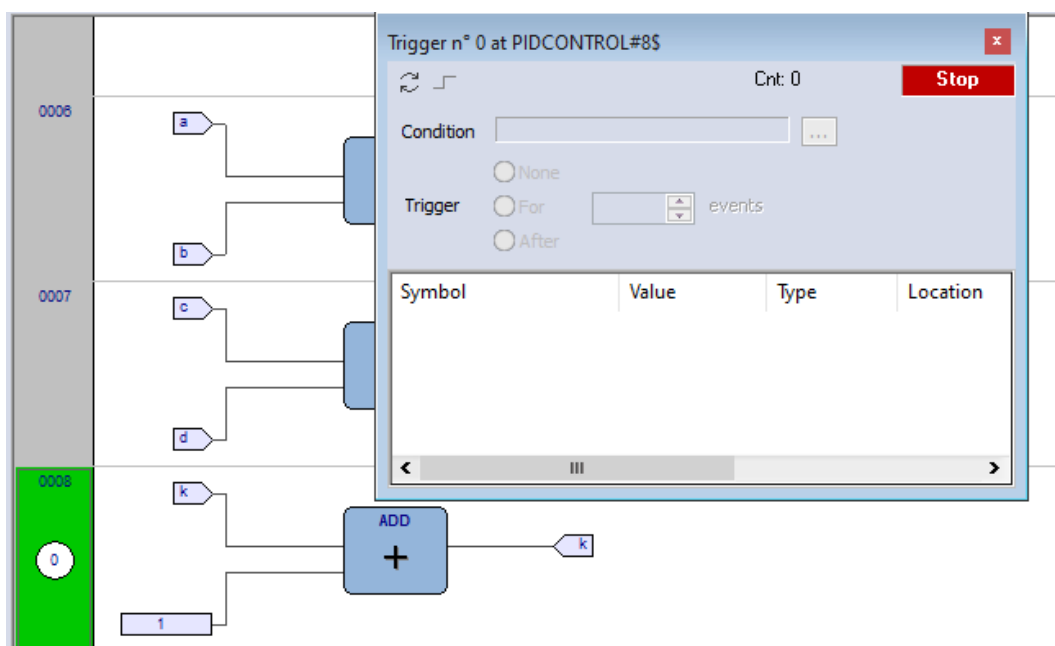 Trigger n° 0 at PIDCONTROL#8$
x
Cnt: 0
Stop
Condition
...
None
Trigger
For
events
After
Symbol Value Type Location
0006
a
b
0007
c
d
0008
k
ADD
+
k
0
1